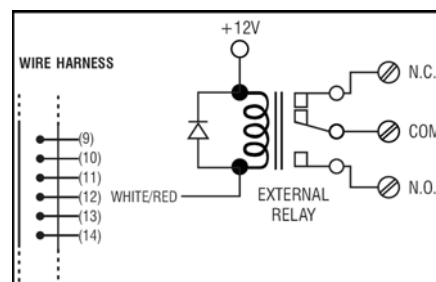 +12V
WIRE HARNESS
N.C.
(9)
COM
(10)
(11)
(12)
WHITE/RED
N.O.
(13)
EXTERNAL
RELAY
(14)